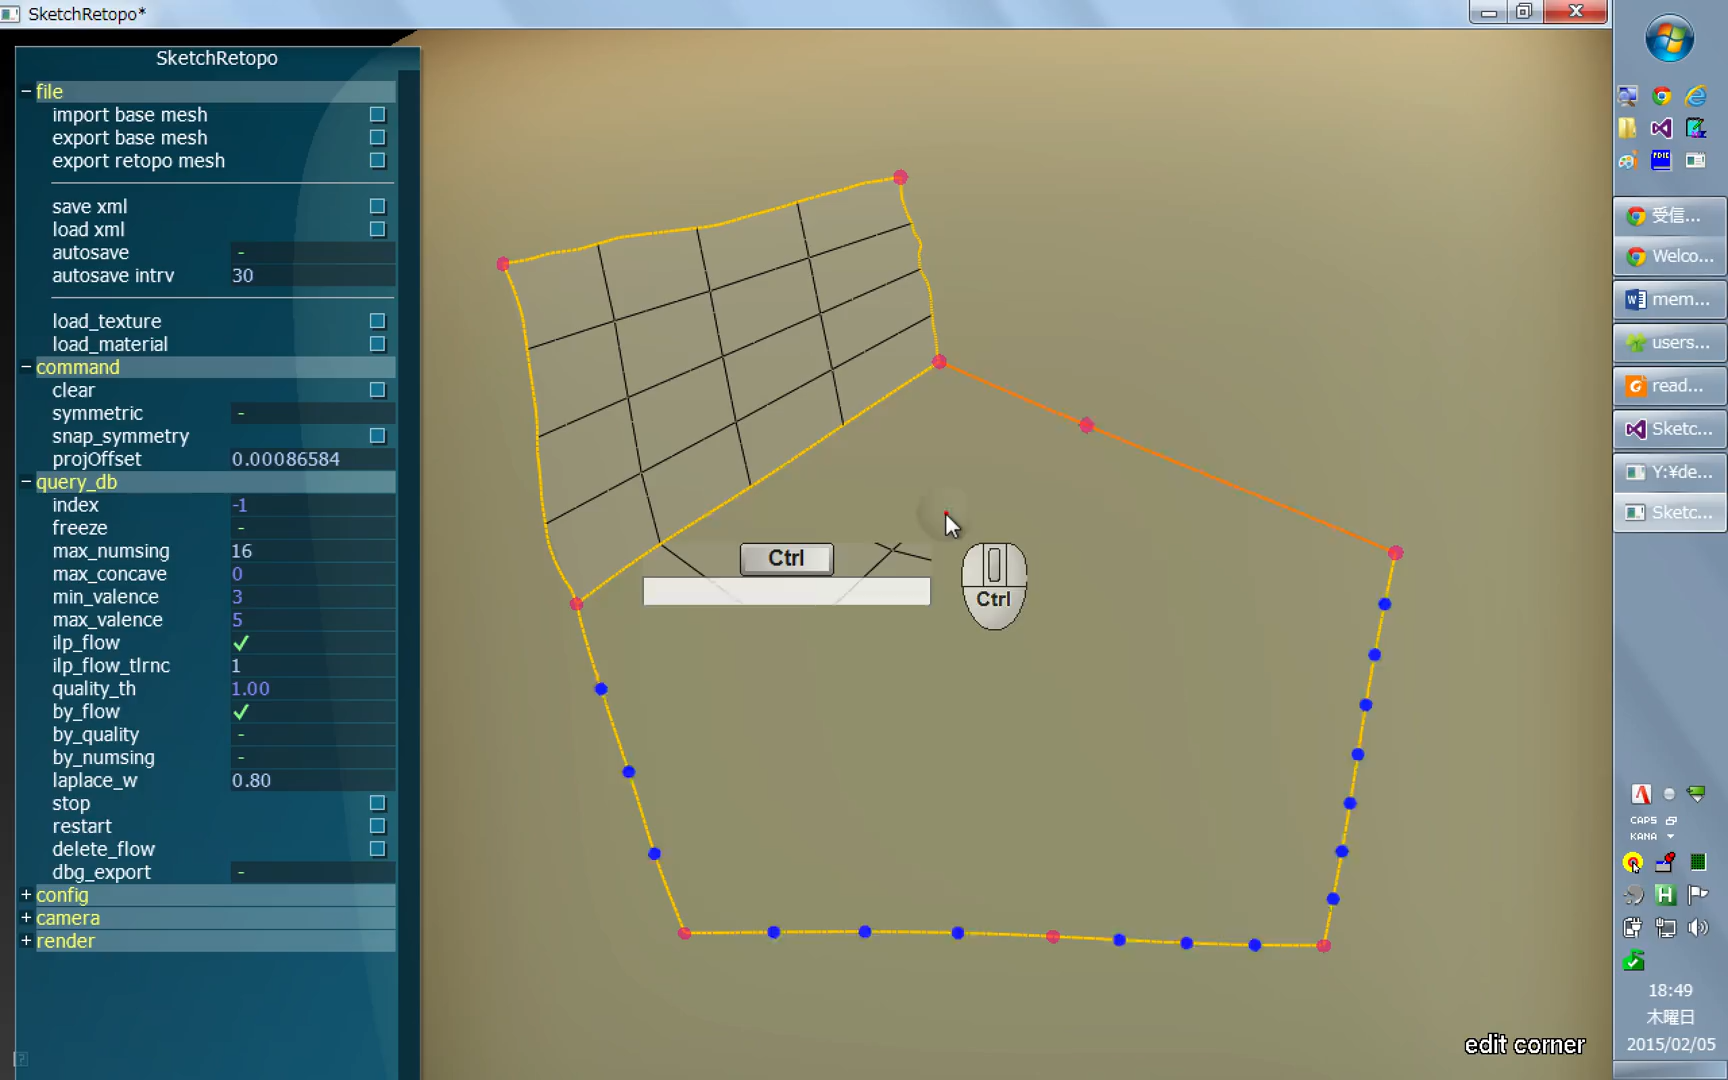 SketchRetopo*
SketchRetopo
− file
import base mesh
export base mesh
export retopo mesh
save xml
load xml
autosave -
autosave intrv 30
load_texture
load_material
− command
clear
symmetric -
snap_symmetry
projOffset 0.00086584
− query_db
index -1
freeze -
max_numsing 16
max_concave 0
min_valence 3
max_valence 5
ilp_flow ✓
ilp_flow_tlrnc 1
quality_th 1.00
by_flow ✓
by_quality -
by_numsing -
laplace_w 0.80
stop
restart
delete_flow
dbg_export -
+ config
+ camera
+ render
?
Ctrl
Ctrl
edit corner
受信...
Welco...
mem...
users...
read...
Sketc...
Y:¥de...
Sketc...
CAPS
KANA
18:49
木曜日
2015/02/05